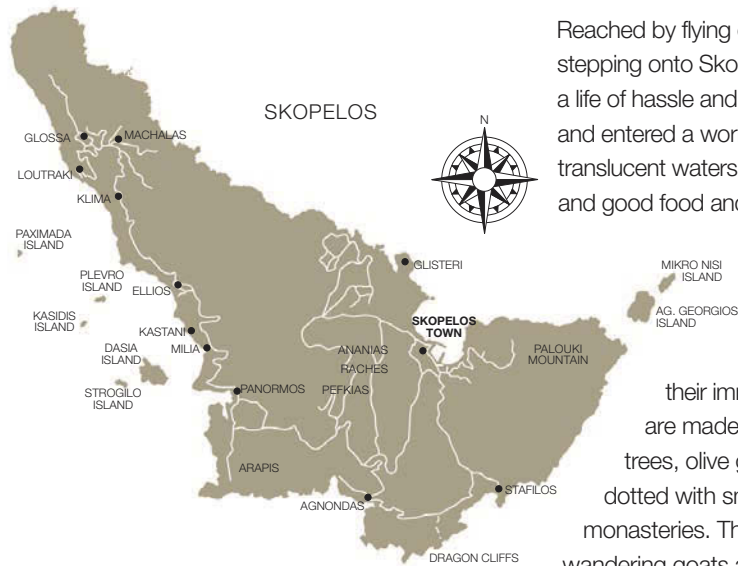 Reached by flying
stepping onto Sko
a life of hassle and
and entered a wor
translucent waters
and good food and
their imm
are made
trees, olive g
dotted with sm
monasteries. Th
wandering goats a
SKOPELOS
N
GLOSSA
MACHALAS
LOUTRAKI
KLIMA
PAXIMADA
ISLAND
PLEVRO
ISLAND
ELLIOS
KASIDIS
ISLAND
KASTANI
DASIA
ISLAND
MILIA
STROGILO
ISLAND
PANORMOS
GLISTERI
MIKRO NISI
ISLAND
AG. GEORGIOS
ISLAND
SKOPELOS
TOWN
ANANIAS
RACHES
PEFKIAS
PALOUKI
MOUNTAIN
ARAPIS
AGNONDAS
STAFILOS
DRAGON CLIFFS